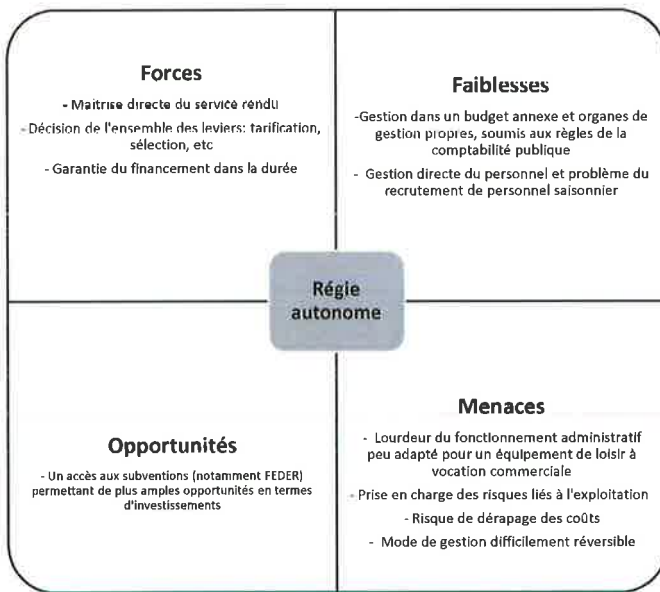 Forces
- Maitrise directe du service rendu
- Décision de l'ensemble des leviers: tarification,
sélection, etc
- Garantie du financement dans la durée
Faiblesses
-Gestion dans un budget annexe et organes de
gestion propres, soumis aux règles de la
comptabilité publique
- Gestion directe du personnel et problème du
recrutement de personnel saisonnier
Régie
autonome
Opportunités
- Un accès aux subventions (notamment FEDER)
permettant de plus amples opportunités en termes
d'investissements
Menaces
- Lourdeur du fonctionnement administratif
peu adapté pour un équipement de loisir à
vocation commerciale
- Prise en charge des risques liés à l'exploitation
- Risque de dérapage des coûts
- Mode de gestion difficilement réversible